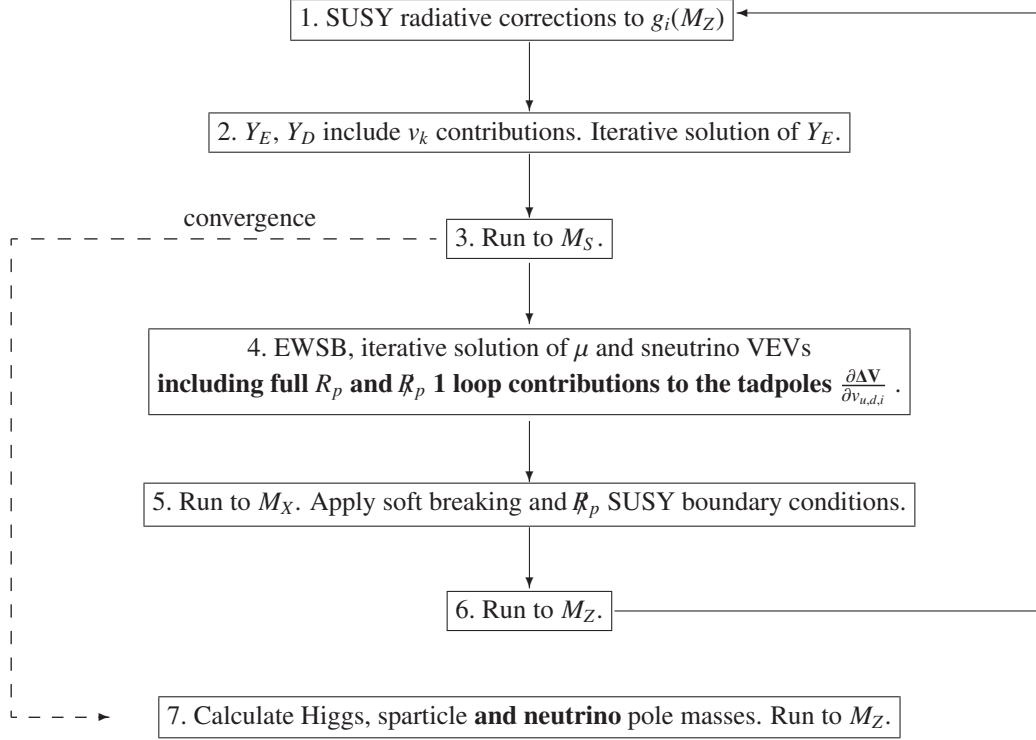 1. SUSY radiative corrections to g_i(M_Z)
2. Y_E, Y_D include v_k contributions. Iterative solution of Y_E.
convergence
3. Run to M_S.
4. EWSB, iterative solution of μ and sneutrino VEVs
including full R_p and R̸_p 1 loop contributions to the tadpoles ∂ΔV/∂v_{u,d,i} .
5. Run to M_X. Apply soft breaking and R̸_p SUSY boundary conditions.
6. Run to M_Z.
7. Calculate Higgs, sparticle and neutrino pole masses. Run to M_Z.